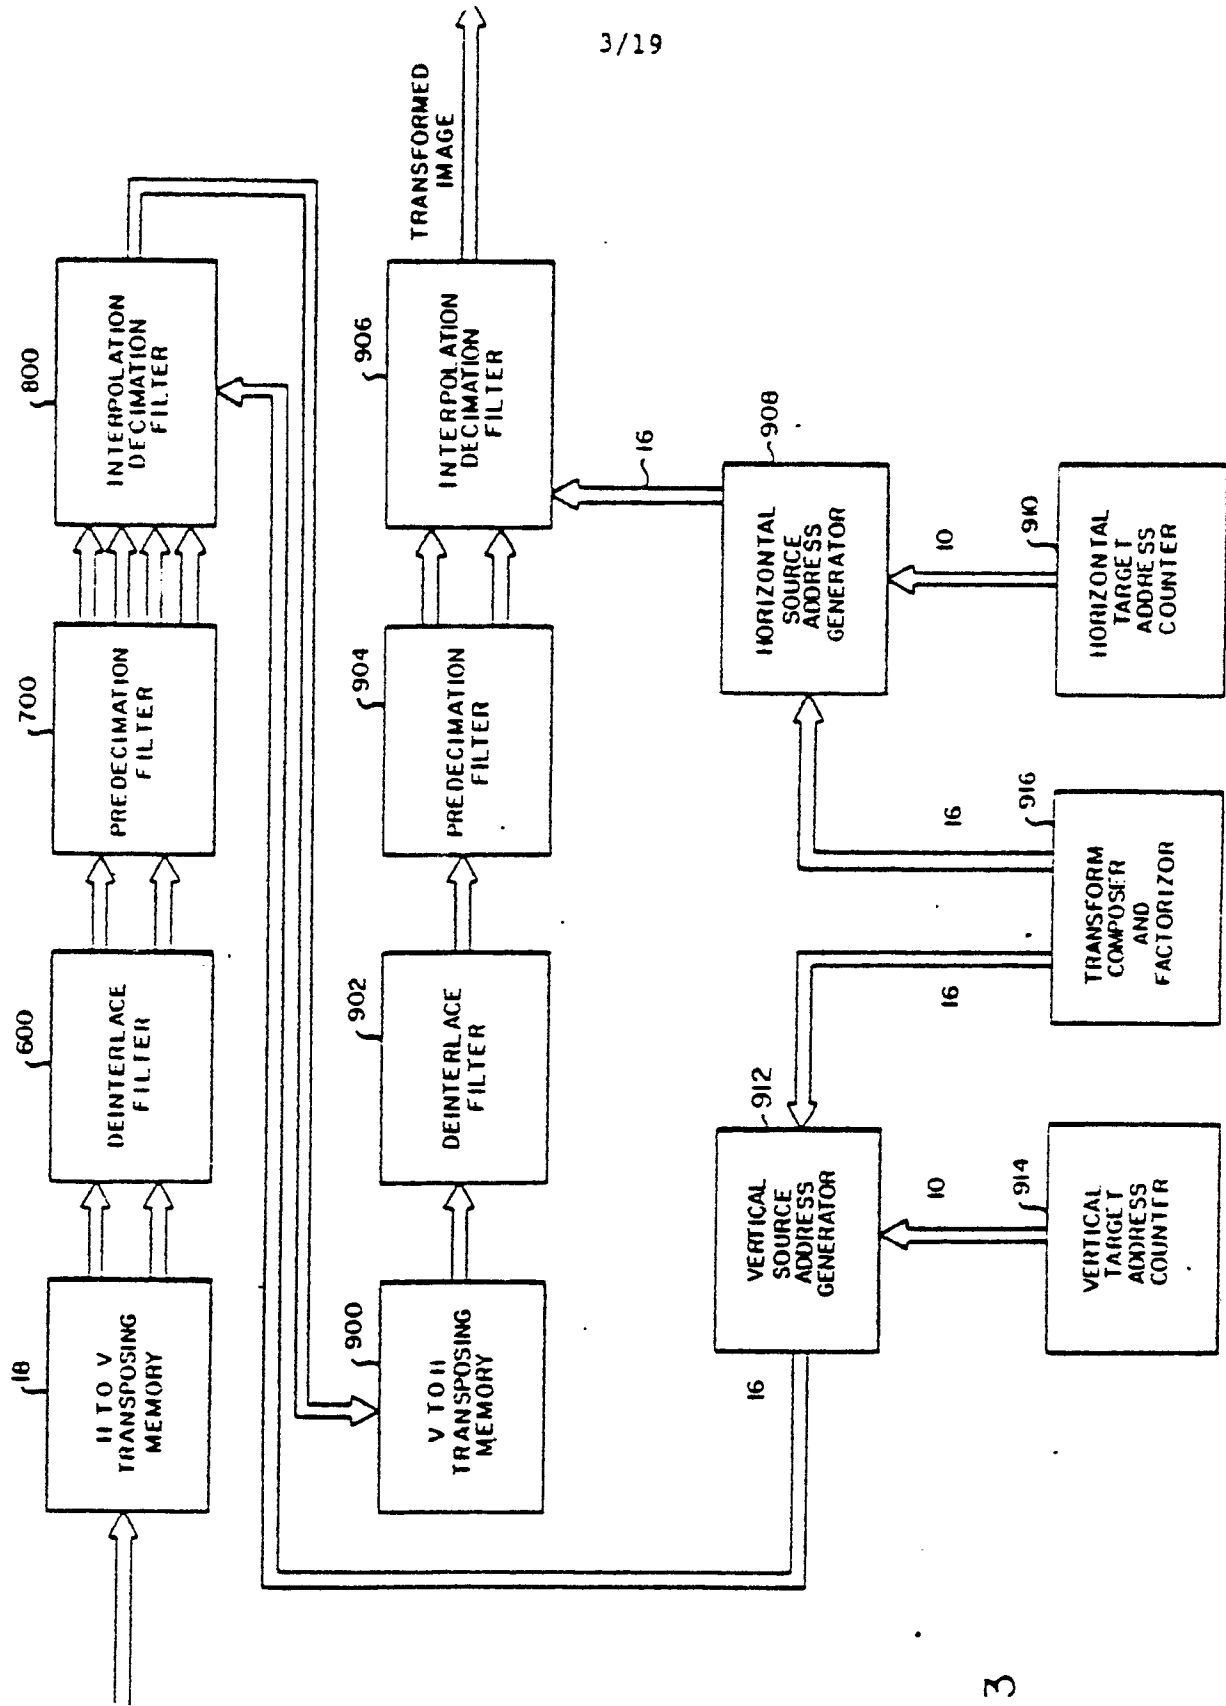 3/19
18
H TO V
TRANSPOSING
MEMORY
600
DEINTERLACE
FILTER
700
PREDECIMATION
FILTER
800
INTERPOLATION
DECIMATION
FILTER
900
V TO H
TRANSPOSING
MEMORY
902
DEINTERLACE
FILTER
904
PREDECIMATION
FILTER
906
INTERPOLATION
DECIMATION
FILTER
TRANSFORMED
IMAGE
16
912
VERTICAL
SOURCE
ADDRESS
GENERATOR
16
16
908
HORIZONTAL
SOURCE
ADDRESS
GENERATOR
16
10
914
VERTICAL
TARGET
ADDRESS
COUNTER
916
TRANSFORM
COMPOSER
AND
FACTORIZOR
10
910
HORIZONTAL
TARGET
ADDRESS
COUNTER
3